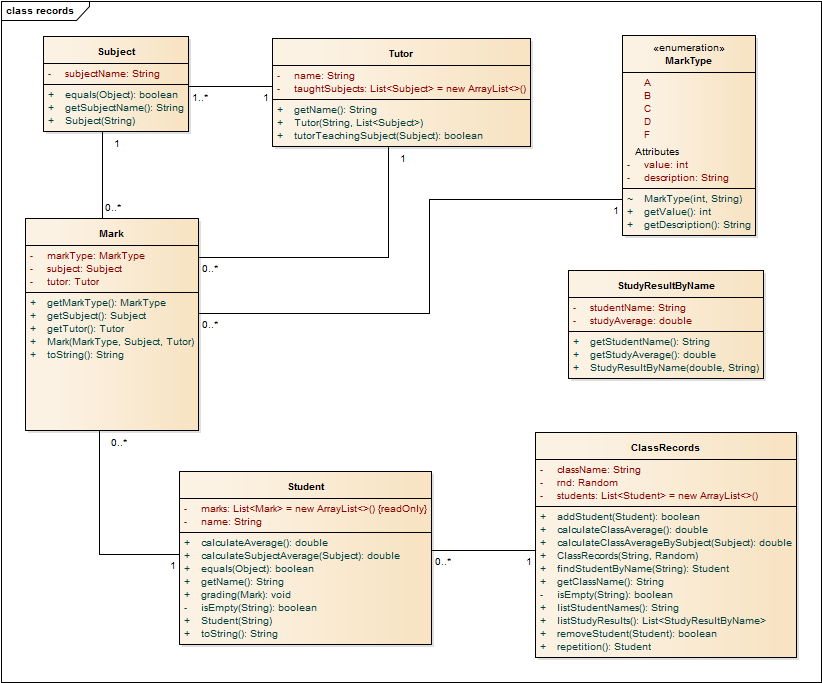 class records
Subject
- subjectName: String
+ equals(Object): boolean
+ getSubjectName(): String
+ Subject(String)
1..*
1
Tutor
- name: String
- taughtSubjects: List<Subject> = new ArrayList<>()
+ getName(): String
+ Tutor(String, List<Subject>)
+ tutorTeachingSubject(Subject): boolean
«enumeration»
MarkType
A
B
C
D
F
Attributes
- value: int
- description: String
~ MarkType(int, String)
+ getValue(): int
+ getDescription(): String
1
1
1
0..*
Mark
- markType: MarkType
- subject: Subject
- tutor: Tutor
+ getMarkType(): MarkType
+ getSubject(): Subject
+ getTutor(): Tutor
+ Mark(MarkType, Subject, Tutor)
+ toString(): String
0..*
0..*
0..*
StudyResultByName
- studentName: String
- studyAverage: double
+ getStudentName(): String
+ getStudyAverage(): double
+ StudyResultByName(double, String)
Student
- marks: List<Mark> = new ArrayList<>() {readOnly}
- name: String
+ calculateAverage(): double
+ calculateSubjectAverage(Subject): double
+ equals(Object): boolean
+ getName(): String
+ grading(Mark): void
- isEmpty(String): boolean
+ Student(String)
+ toString(): String
1
0..*
1
ClassRecords
- className: String
- rnd: Random
- students: List<Student> = new ArrayList<>()
+ addStudent(Student): boolean
+ calculateClassAverage(): double
+ calculateClassAverageBySubject(Subject): double
+ ClassRecords(String, Random)
+ findStudentByName(String): Student
+ getClassName(): String
- isEmpty(String): boolean
+ listStudentNames(): String
+ listStudyResults(): List<StudyResultByName>
+ removeStudent(Student): boolean
+ repetition(): Student